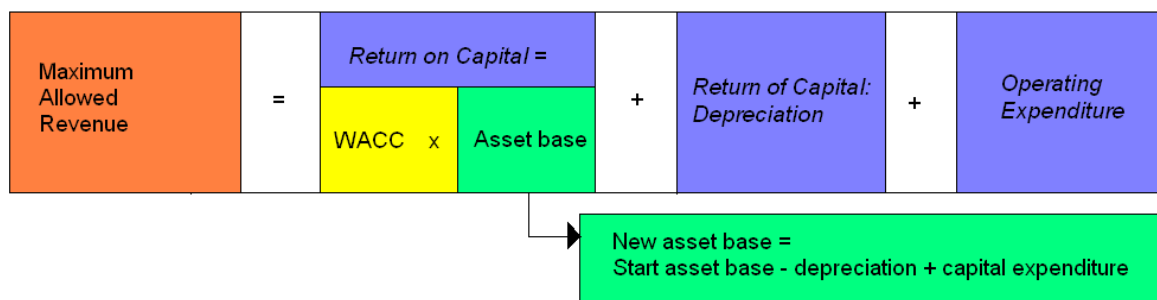 Maximum
Allowed
Revenue
=
Return on Capital =
WACC x
Asset base
+
Return of Capital:
Depreciation
+
Operating
Expenditure
New asset base =
Start asset base - depreciation + capital expenditure